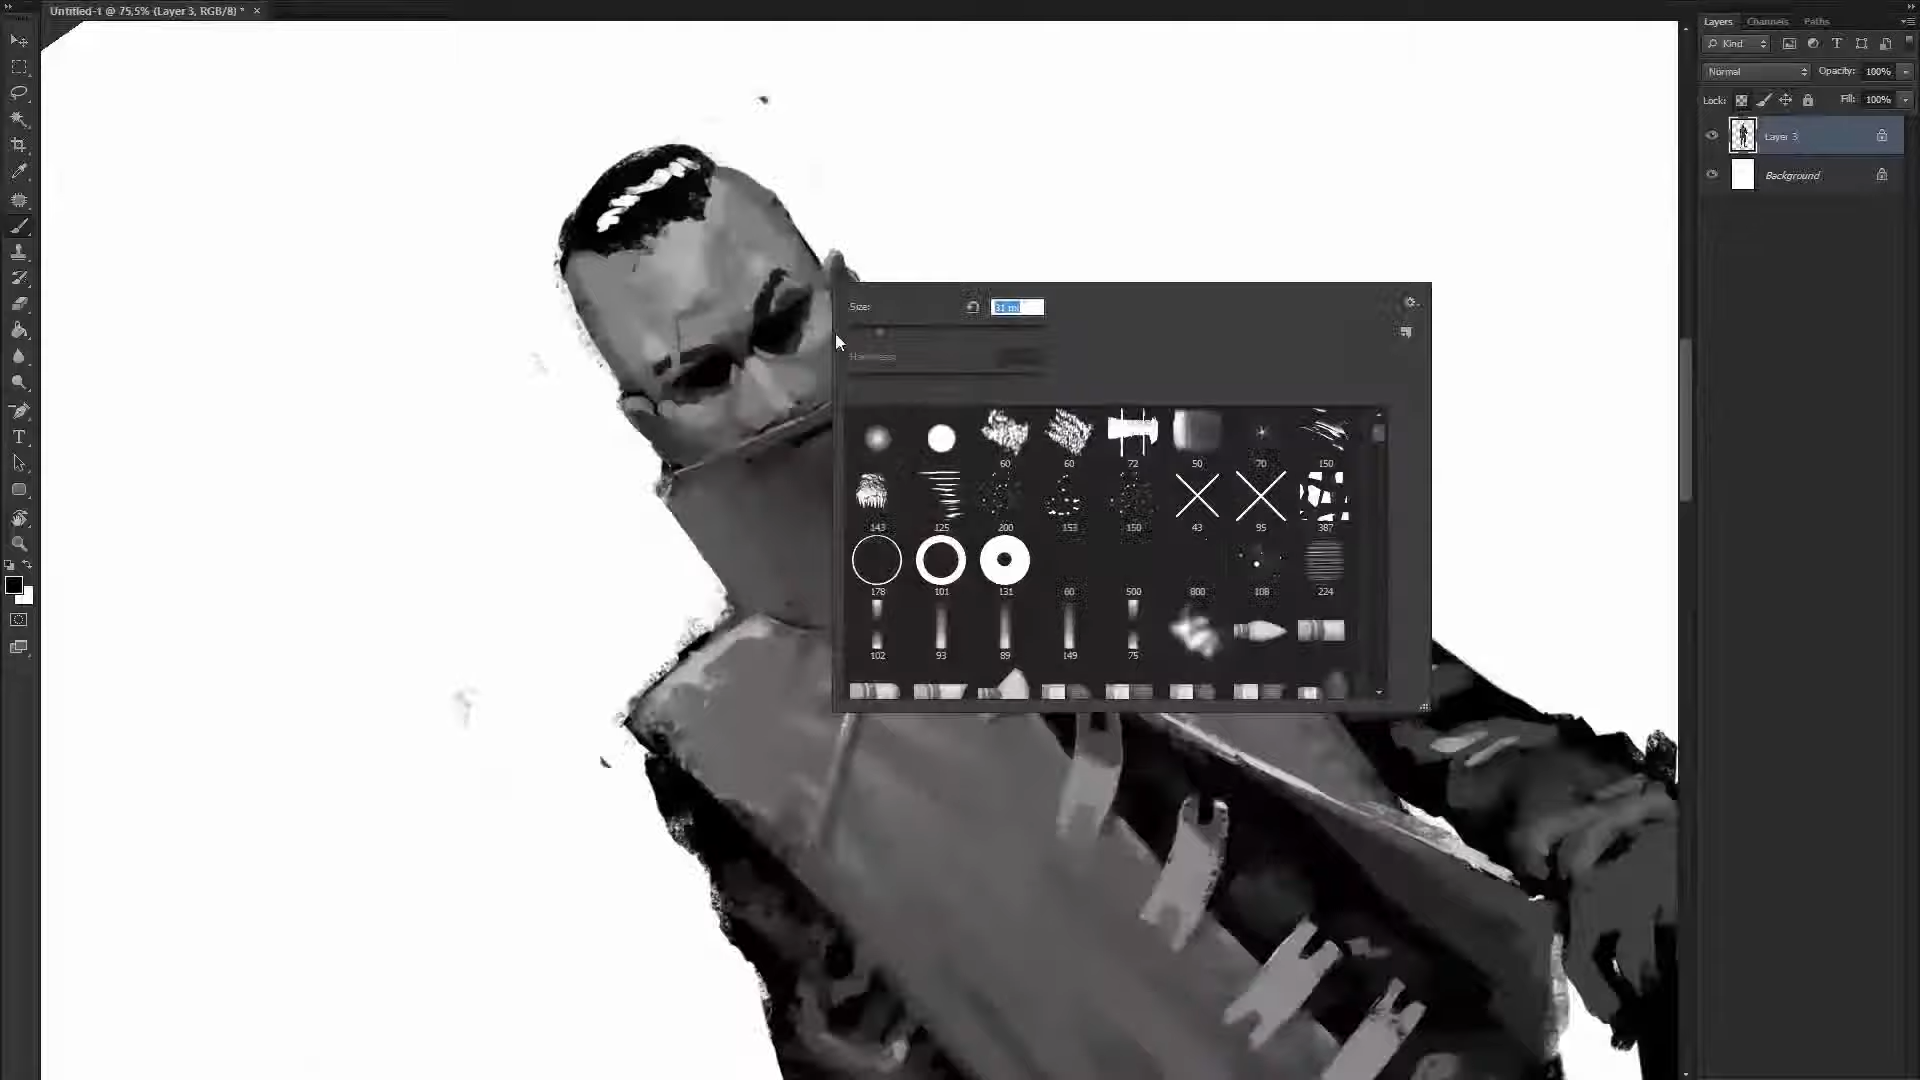 Untitled-1 @ 75,5% (Layer 3, RGB/8) * ×
Layers Channels Paths
Kind
Normal Opacity: 100%
Lock: Fill: 100%
Layer 3
Background
Size:
60 60 72 50 70 150
143 125 200 153 150 43 95 387
178 101 131 60 500 800 108 224
102 93 89 149 75
T
T